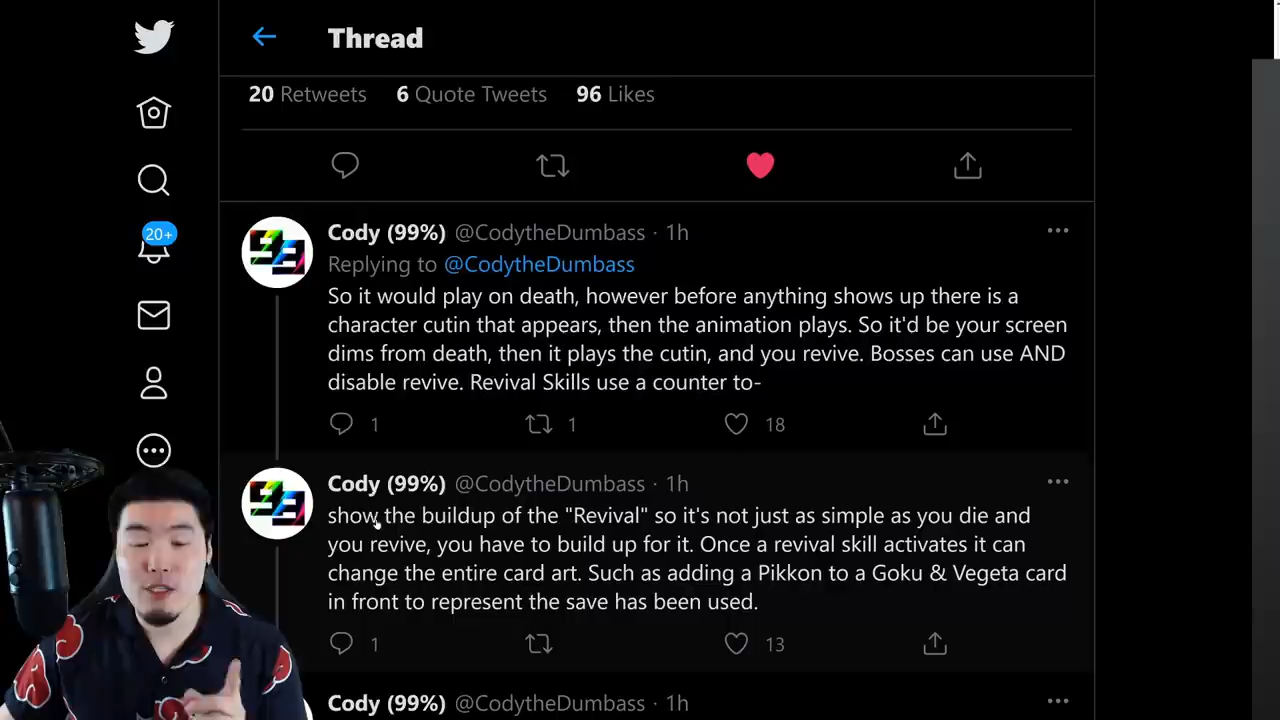 Thread
20 Retweets 6 Quote Tweets 96 Likes
20+
Cody (99%) @CodytheDumbass · 1h
Replying to @CodytheDumbass
So it would play on death, however before anything shows up there is a
character cutin that appears, then the animation plays. So it'd be your screen
dims from death, then it plays the cutin, and you revive. Bosses can use AND
disable revive. Revival Skills use a counter to-
1 1 18
Cody (99%) @CodytheDumbass · 1h
show the buildup of the "Revival" so it's not just as simple as you die and
you revive, you have to build up for it. Once a revival skill activates it can
change the entire card art. Such as adding a Pikkon to a Goku & Vegeta card
in front to represent the save has been used.
1 13
Cody (99%) @CodytheDumbass · 1h